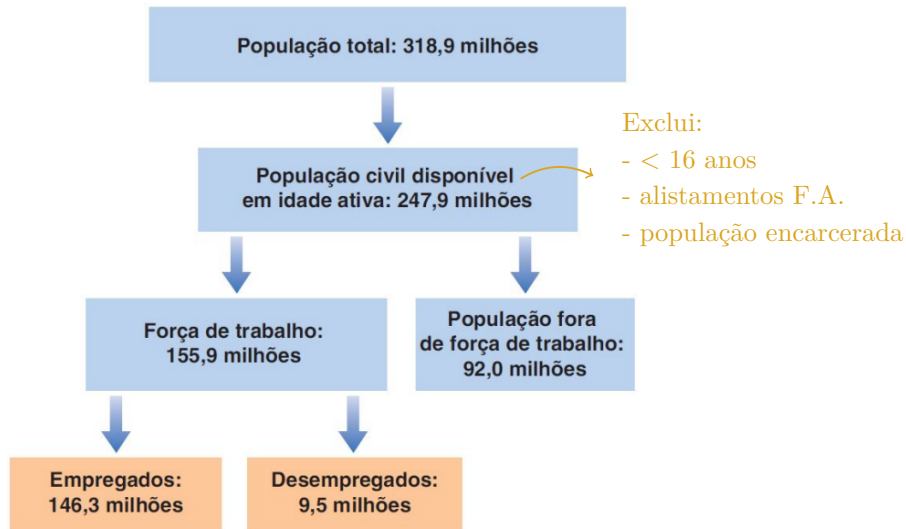 População total: 318,9 milhões
População civil disponível
em idade ativa: 247,9 milhões
Exclui:
- < 16 anos
- alistamentos F.A.
- população encarcerada
Força de trabalho:
155,9 milhões
População fora
de força de trabalho:
92,0 milhões
Empregados:
146,3 milhões
Desempregados:
9,5 milhões